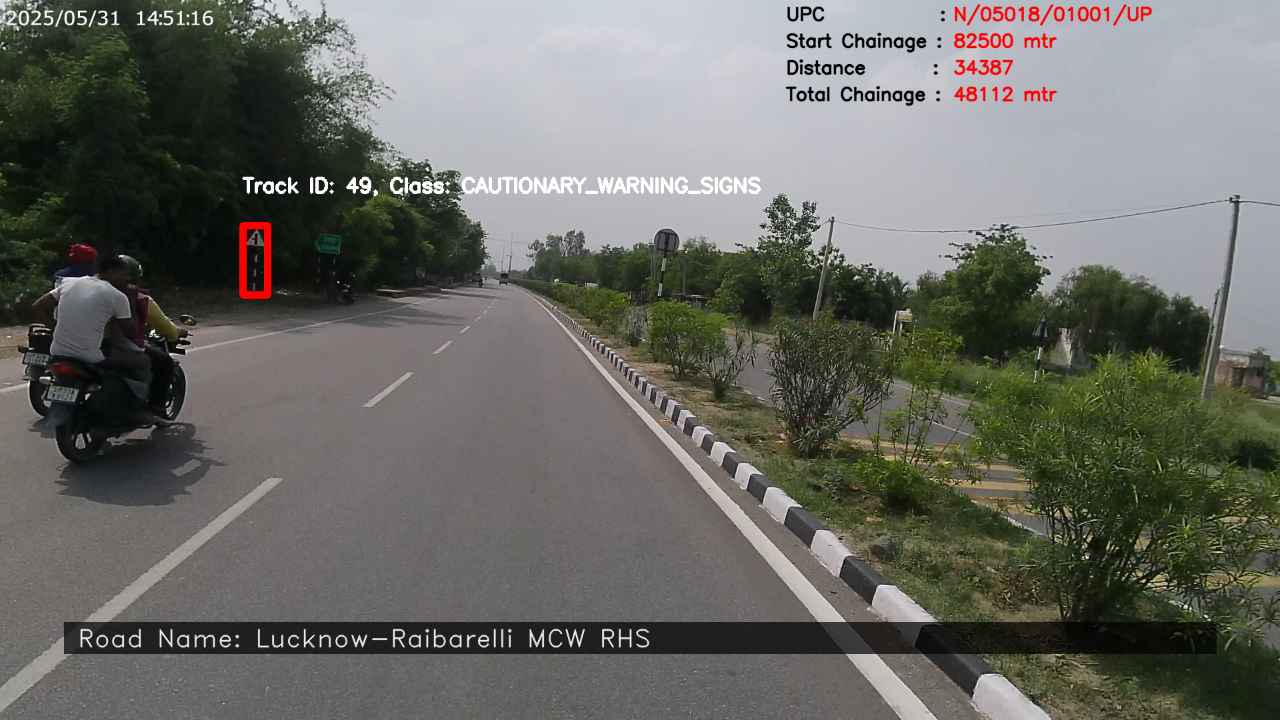 2025/05/31 14:51:16
UPC : N/05018/01001/UP
Start Chainage : 82500 mtr
Distance : 34387
Total Chainage : 48112 mtr
Track ID: 49, Class: CAUTIONARY_WARNING_SIGNS
Road Name: Lucknow-Raibarelli MCW RHS